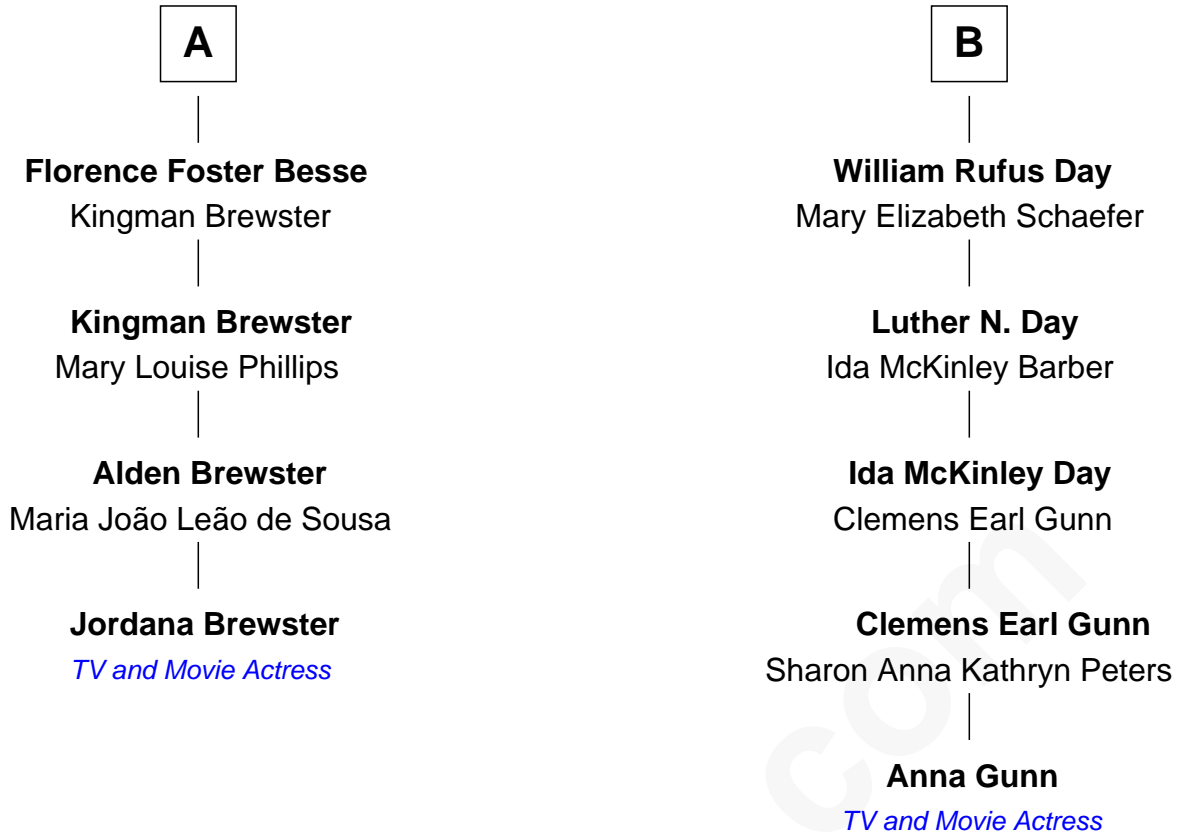 A
Florence Foster Besse
Kingman Brewster
Kingman Brewster
Mary Louise Phillips
Alden Brewster
Maria João Leão de Sousa
Jordana Brewster
TV and Movie Actress
B
William Rufus Day
Mary Elizabeth Schaefer
Luther N. Day
Ida McKinley Barber
Ida McKinley Day
Clemens Earl Gunn
Clemens Earl Gunn
Sharon Anna Kathryn Peters
Anna Gunn
TV and Movie Actress
com